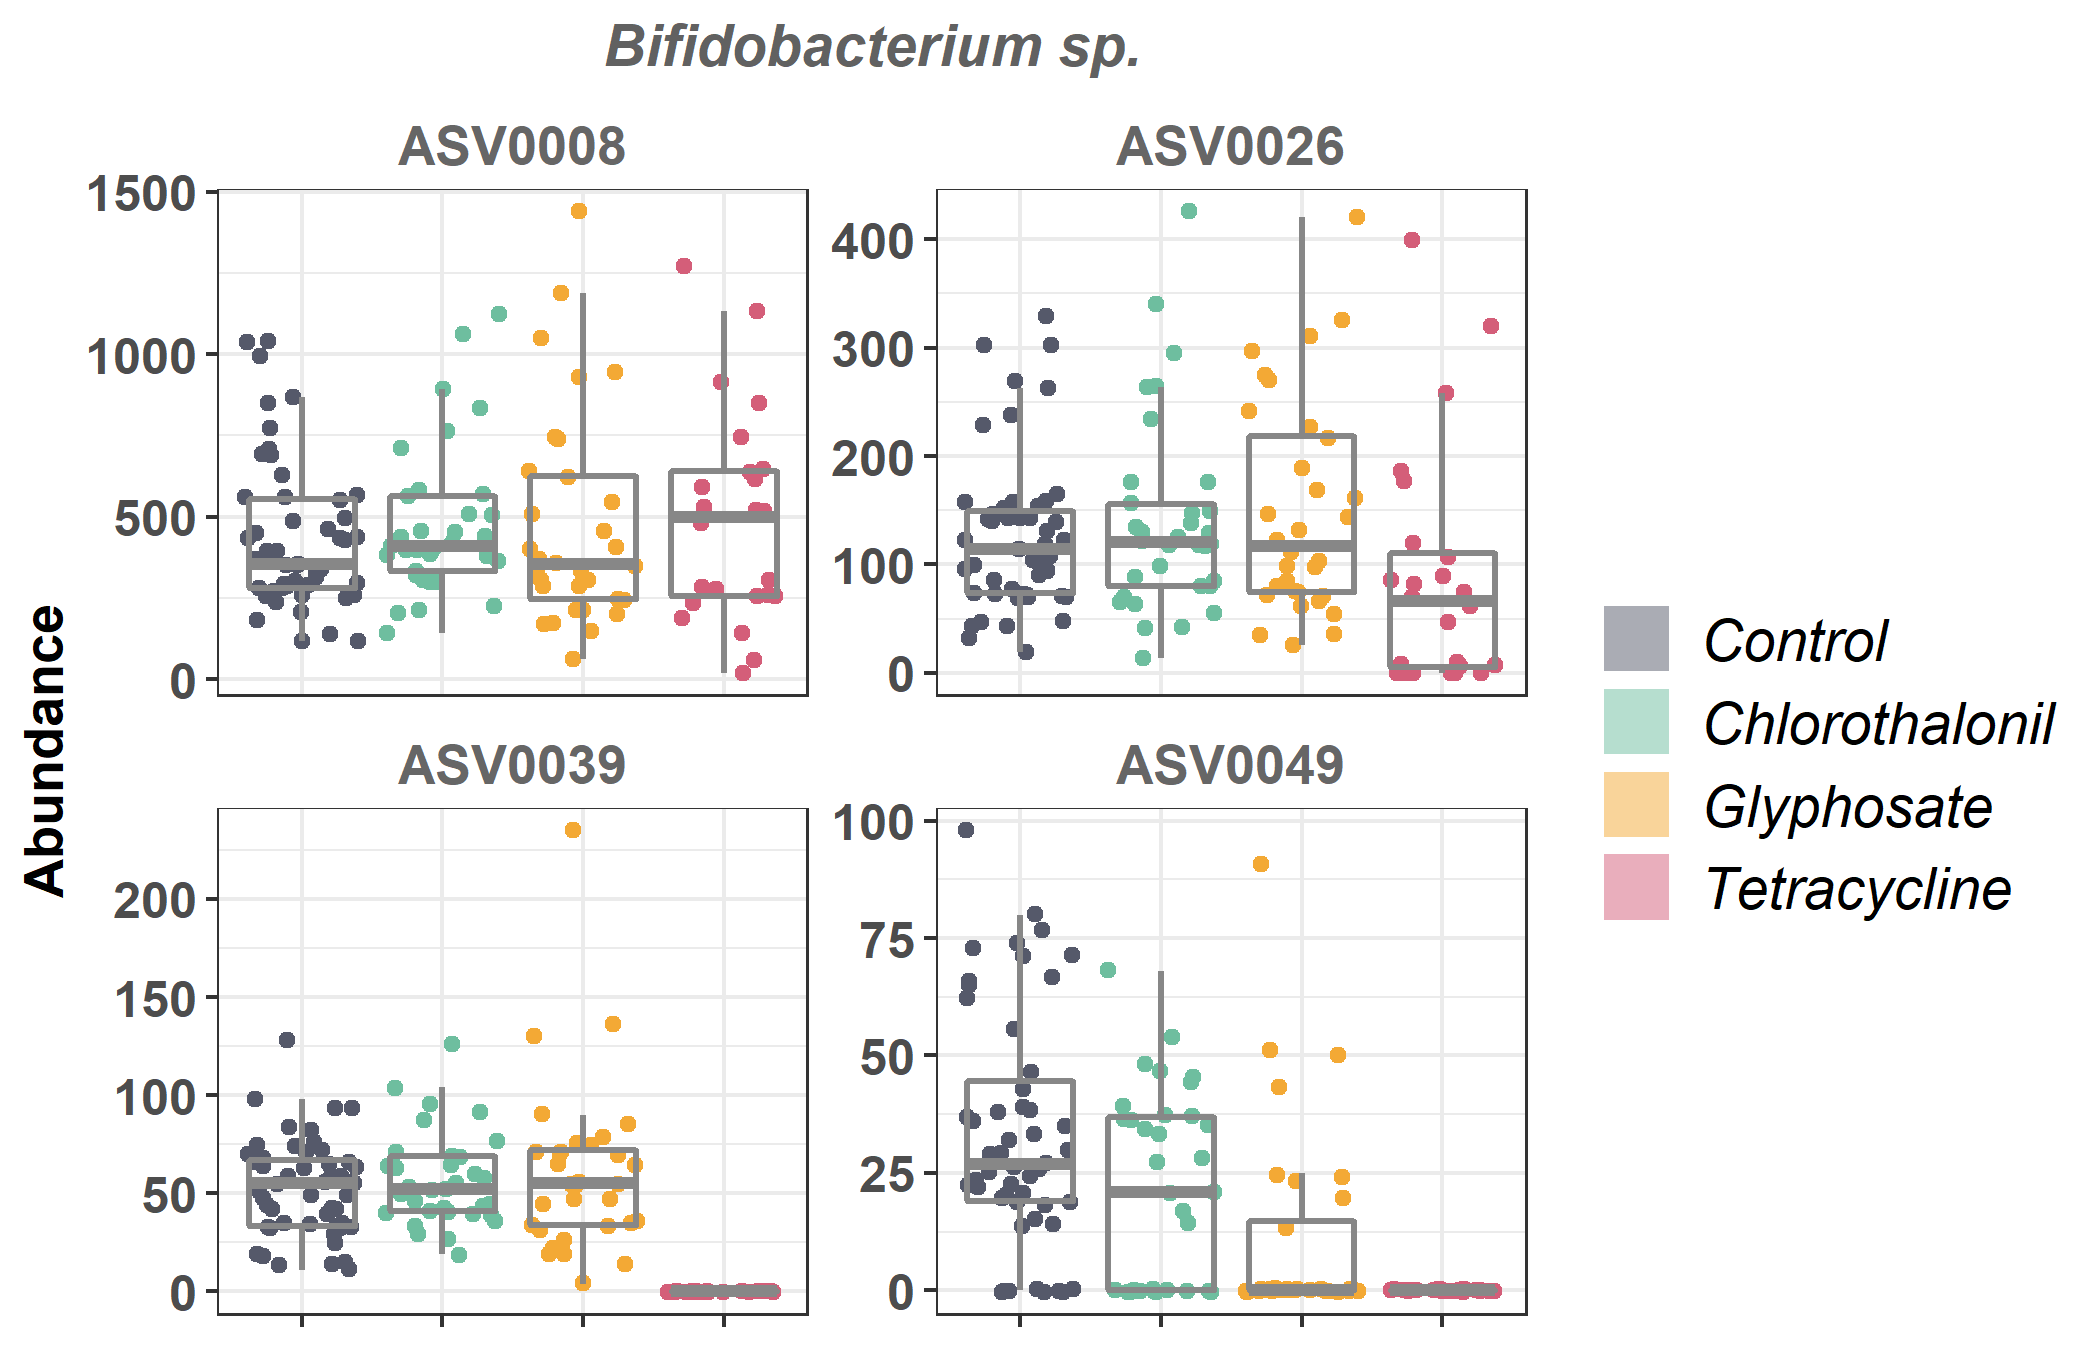 Bifidobacterium sp.
ASV0008
ASV0026
1500
1000
500
0
400
300
200
100
0
ASV0039
ASV0049
200
150
100
50
0
100
75
50
25
0
Abundance
Control
Chlorothalonil
Glyphosate
Tetracycline